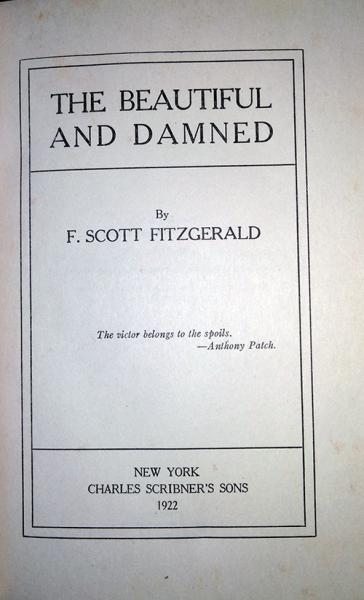 THE BEAUTIFUL
AND DAMNED
By
F. SCOTT FITZGERALD
The victor belongs to the spoils.
—Anthony Patch.
NEW YORK
CHARLES SCRIBNER'S SONS
1922